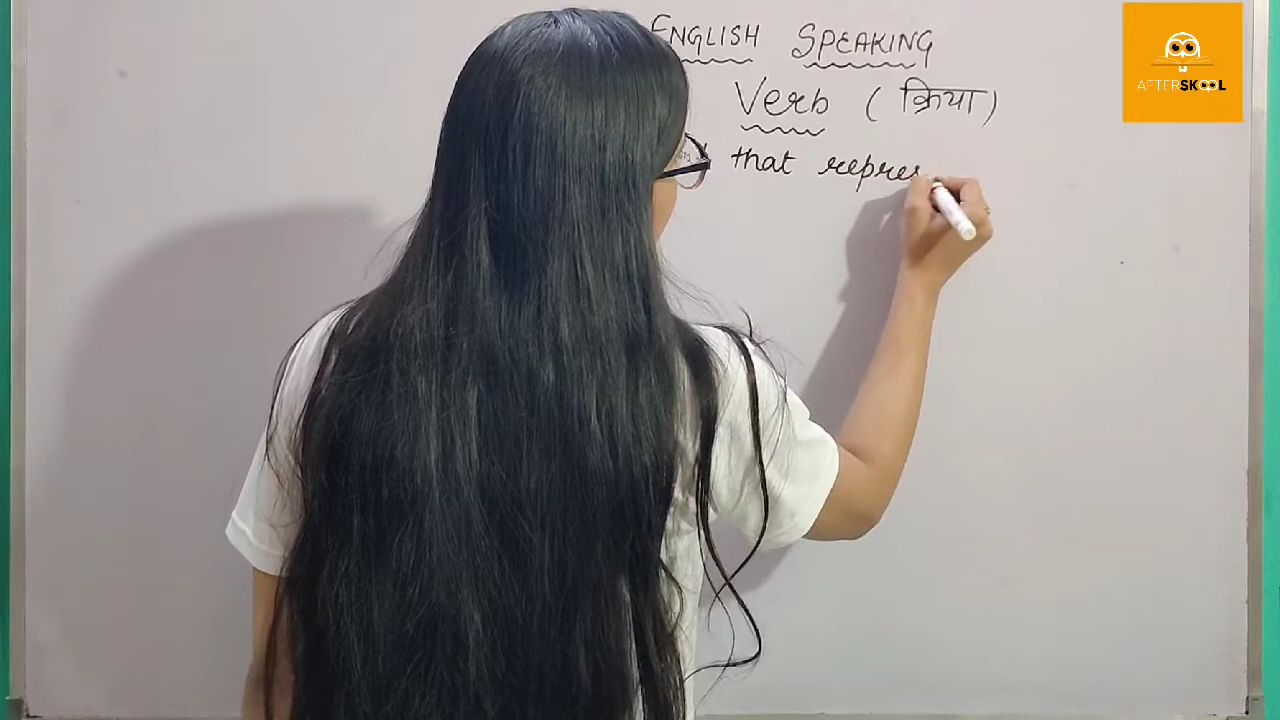 ENGLISH SPEAKING
Verb (क्रिया)
that repres
AFTERSKOOL